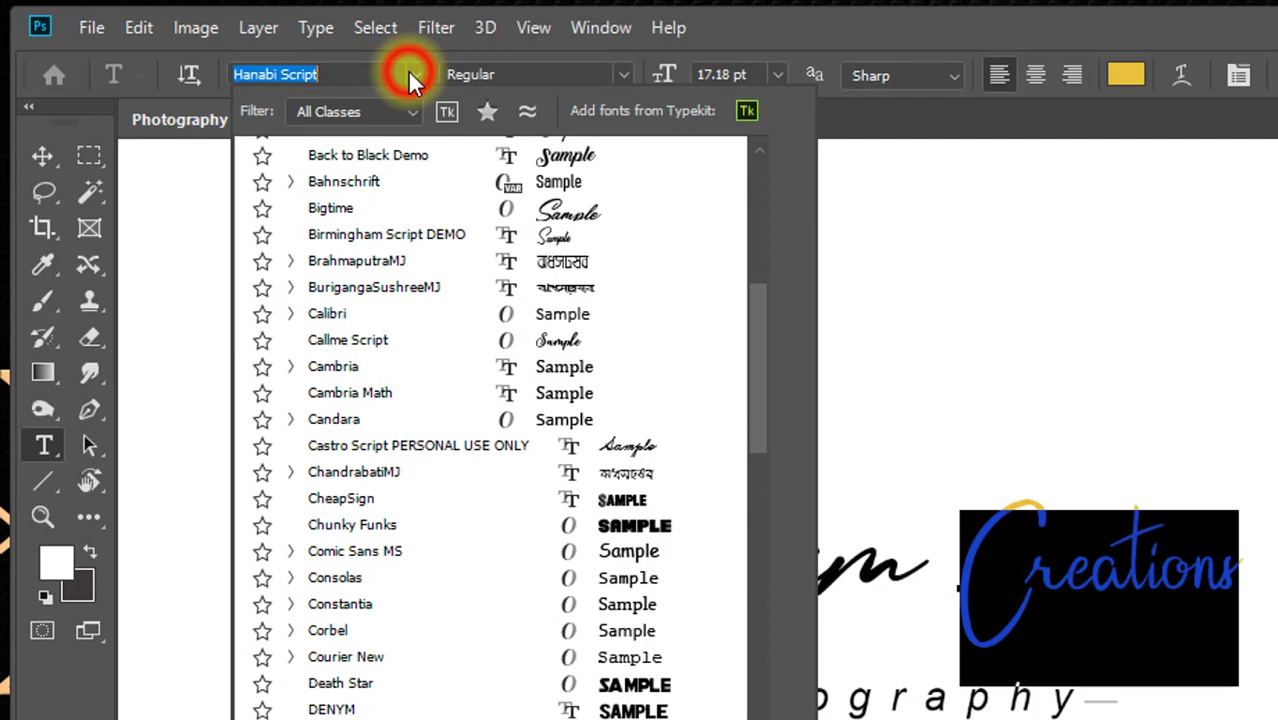 Ps File Edit Image Layer Type Select Filter 3D View Window Help
T Hanabi Script Regular 17.18 pt aa Sharp
Filter: All Classes Tk Add fonts from Typekit: Tk
Photography
Back to Black Demo Sample
Bahnschrift Sample
Bigtime Sample
Birmingham Script DEMO Sample
BrahmaputraMJ
BurigangaSushreeMJ
Calibri Sample
Callme Script Sample
Cambria Sample
Cambria Math Sample
Candara Sample
Castro Script PERSONAL USE ONLY Sample
ChandrabatiMJ
CheapSign SAMPLE
Chunky Funks SAMPLE
Comic Sans MS Sample
Consolas Sample
Constantia Sample
Corbel Sample
Courier New Sample
Death Star SAMPLE
DENYM SAMPLE
Creations
ography